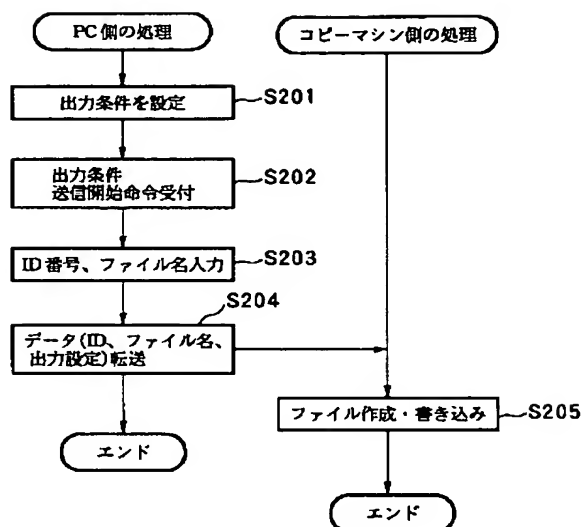 PC側の処理
コピーマシン側の処理
出力条件を設定
S201
出力条件
送信開始命令受付
S202
ID番号、ファイル名入力
S203
S204
データ(ID、ファイル名、
出力設定)転送
ファイル作成・書き込み
S205
エンド
エンド